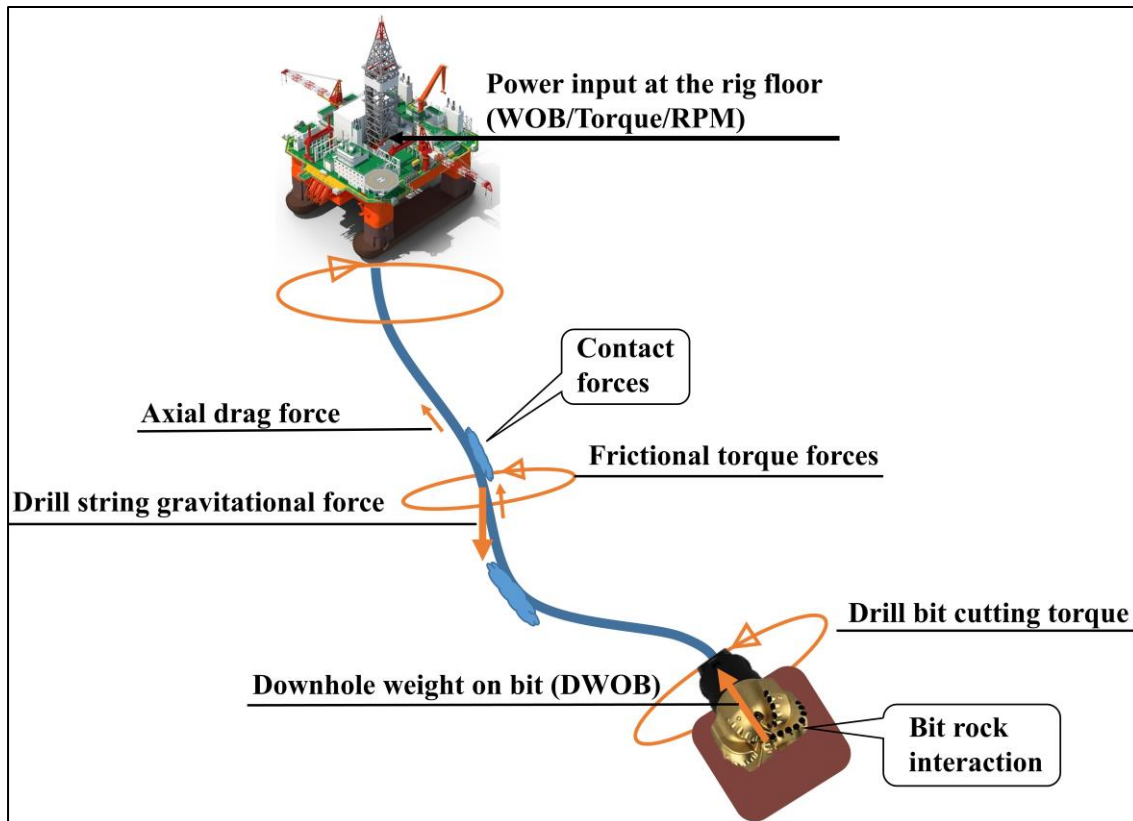 Power input at the rig floor
(WOB/Torque/RPM)
Contact
forces
Axial drag force
Frictional torque forces
Drill string gravitational force
Drill bit cutting torque
Downhole weight on bit (DWOB)
Bit rock
interaction